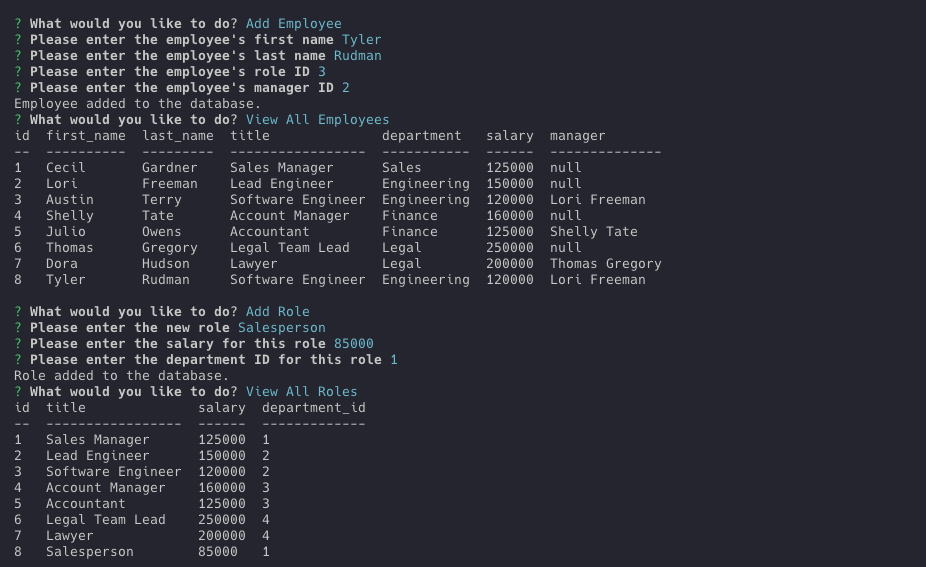 ? What would you like to do? Add Employee
? Please enter the employee's first name Tyler
? Please enter the employee's last name Rudman
? Please enter the employee's role ID 3
? Please enter the employee's manager ID 2
Employee added to the database.
? What would you like to do? View All Employees
id  first_name  last_name  title              department   salary  manager
--  ----------  ---------  -----------------  -----------  ------  --------------
1   Cecil       Gardner    Sales Manager      Sales        125000  null
2   Lori        Freeman    Lead Engineer      Engineering  150000  null
3   Austin      Terry      Software Engineer  Engineering  120000  Lori Freeman
4   Shelly      Tate       Account Manager    Finance      160000  null
5   Julio       Owens      Accountant         Finance      125000  Shelly Tate
6   Thomas      Gregory    Legal Team Lead    Legal        250000  null
7   Dora        Hudson     Lawyer             Legal        200000  Thomas Gregory
8   Tyler       Rudman     Software Engineer  Engineering  120000  Lori Freeman

? What would you like to do? Add Role
? Please enter the new role Salesperson
? Please enter the salary for this role 85000
? Please enter the department ID for this role 1
Role added to the database.
? What would you like to do? View All Roles
id  title              salary  department_id
--  -----------------  ------  -------------
1   Sales Manager      125000  1
2   Lead Engineer      150000  2
3   Software Engineer  120000  2
4   Account Manager    160000  3
5   Accountant         125000  3
6   Legal Team Lead    250000  4
7   Lawyer             200000  4
8   Salesperson        85000   1